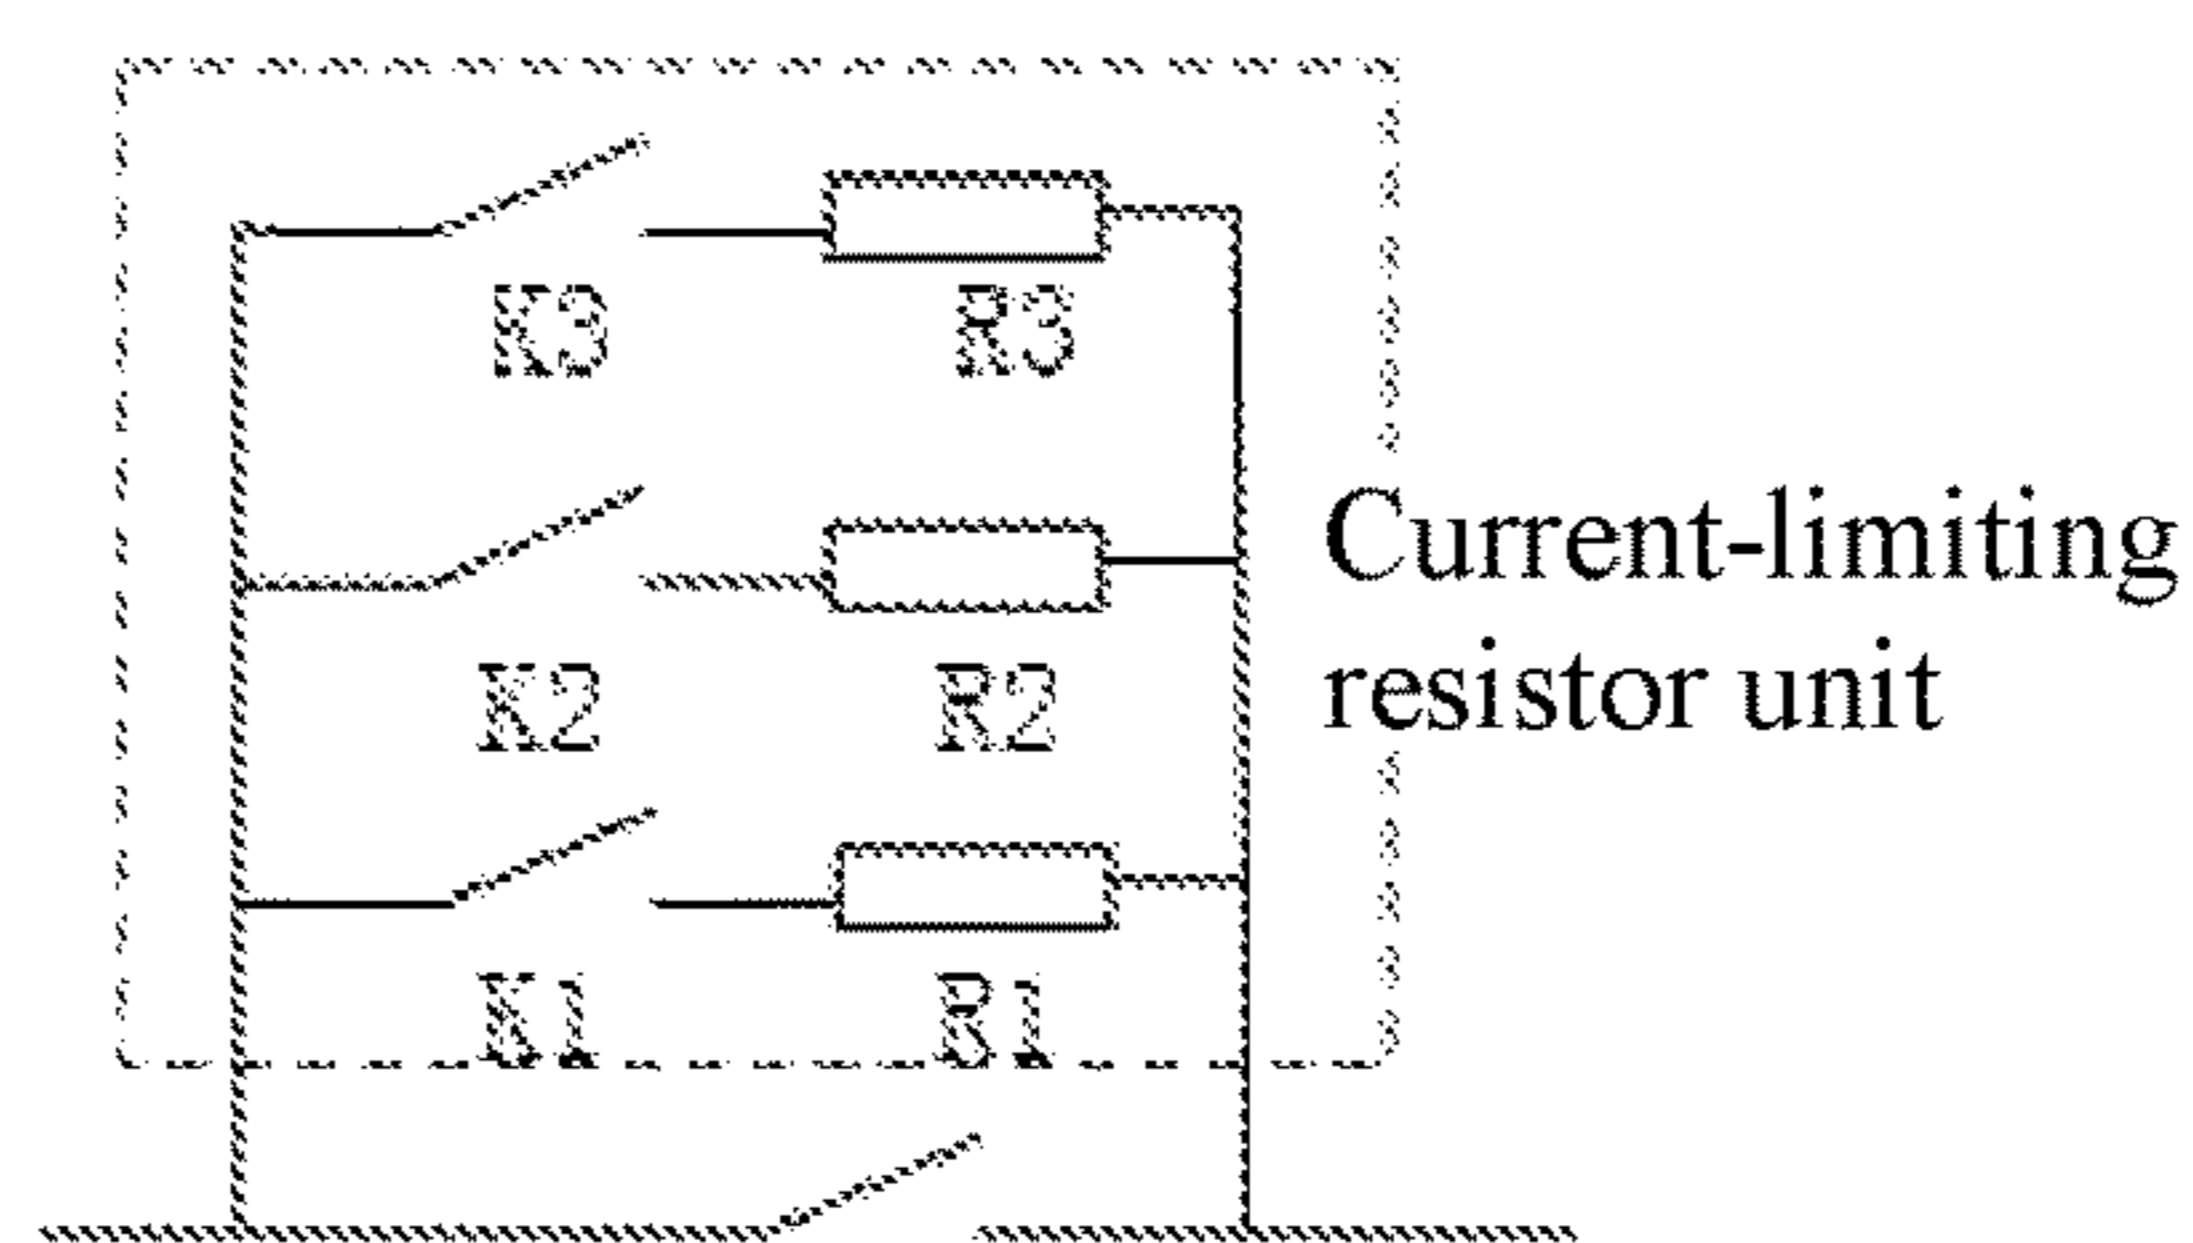 K3 R3
Current-limiting
resistor unit
K2 R2
K1 R1